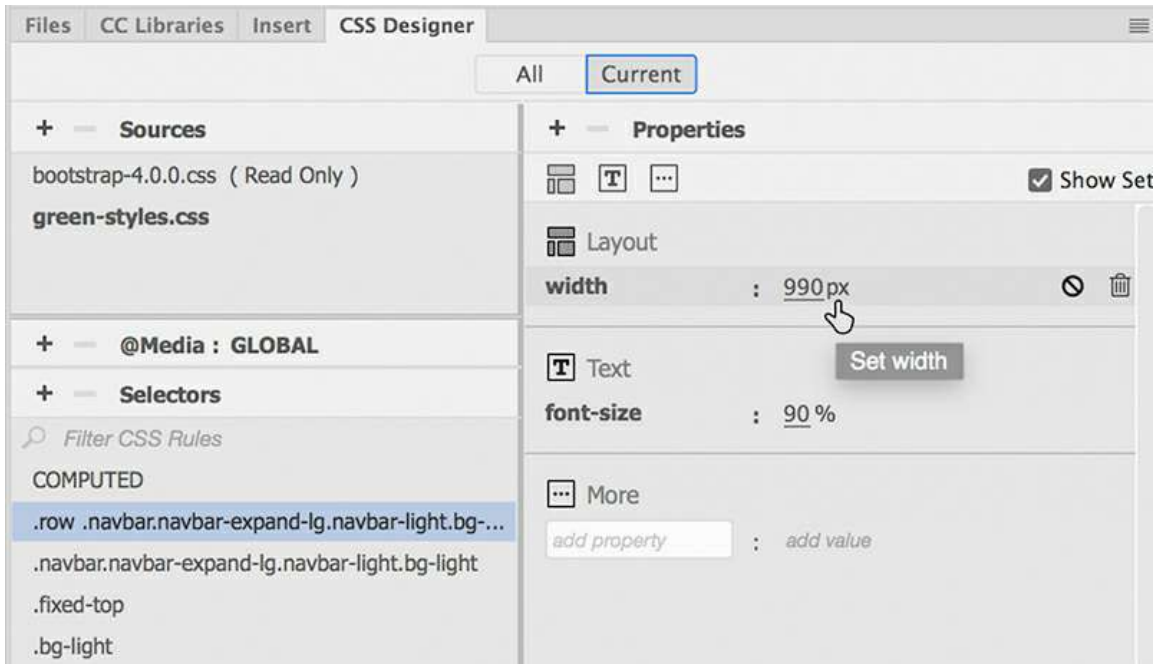 Files CC Libraries Insert CSS Designer
All Current
+ Sources
bootstrap-4.0.0.css ( Read Only )
green-styles.css
+ @Media : GLOBAL
+ Selectors
Filter CSS Rules
COMPUTED
.row .navbar.navbar-expand-lg.navbar-light.bg-...
.navbar.navbar-expand-lg.navbar-light.bg-light
.fixed-top
.bg-light
+ Properties
T Show Set
Layout
width : 990 px
Set width
T Text
font-size : 90 %
More
add property : add value